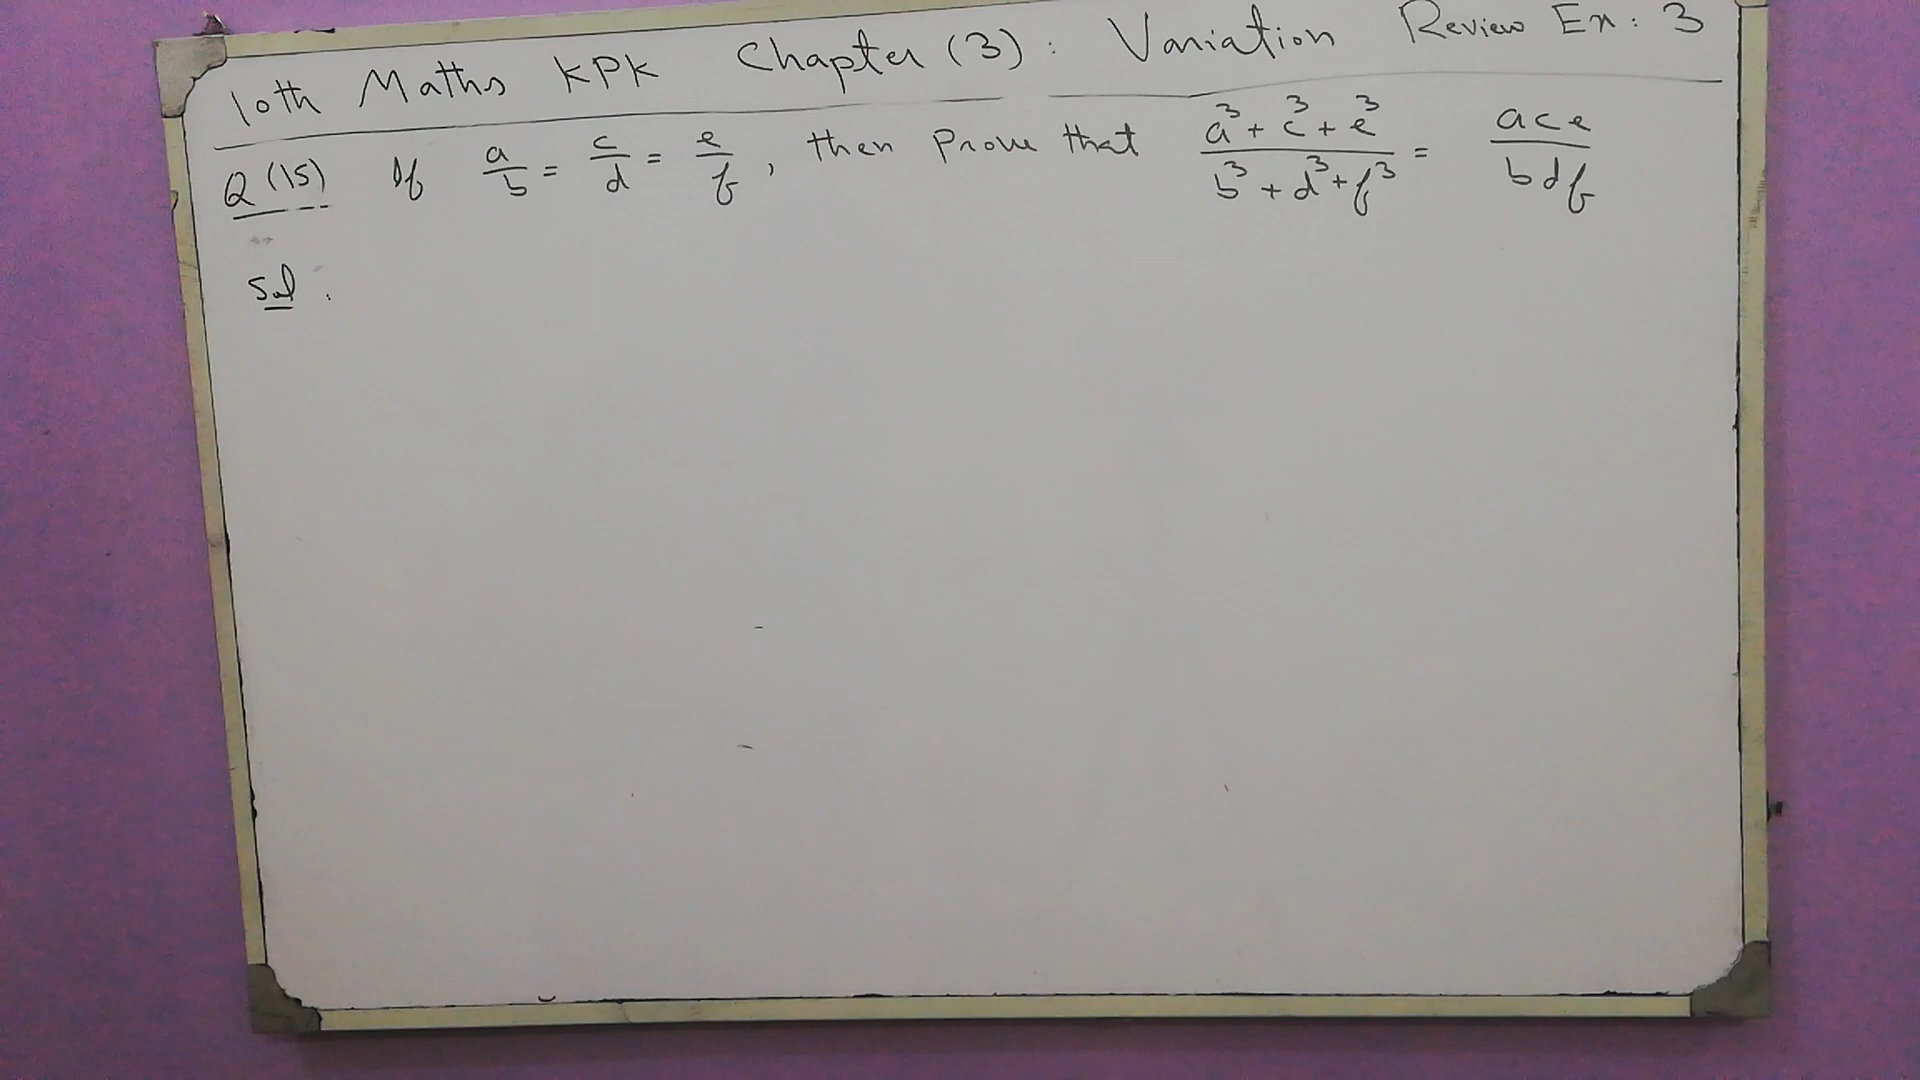 10th Maths KPK Chapter (3): Variation Review Ex: 3
Q (15) If a/b = c/d = e/f, then Prove that (a³ + c³ + e³)/(b³ + d³ + f³) = ace/bdf
Sol.